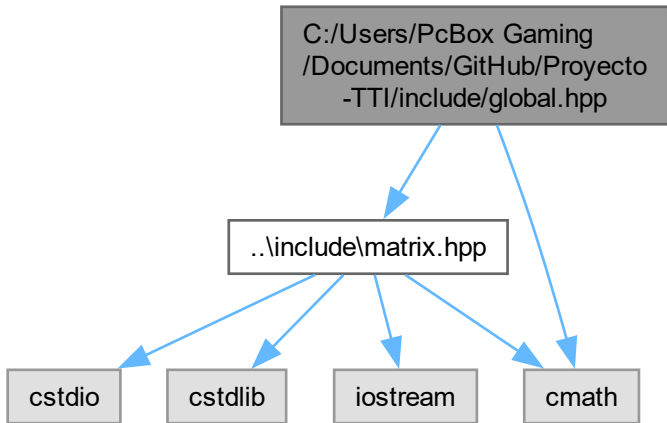 C:/Users/PcBox Gaming
/Documents/GitHub/Proyecto
-TTI/include/global.hpp
..\include\matrix.hpp
cstdio
cstdlib
iostream
cmath